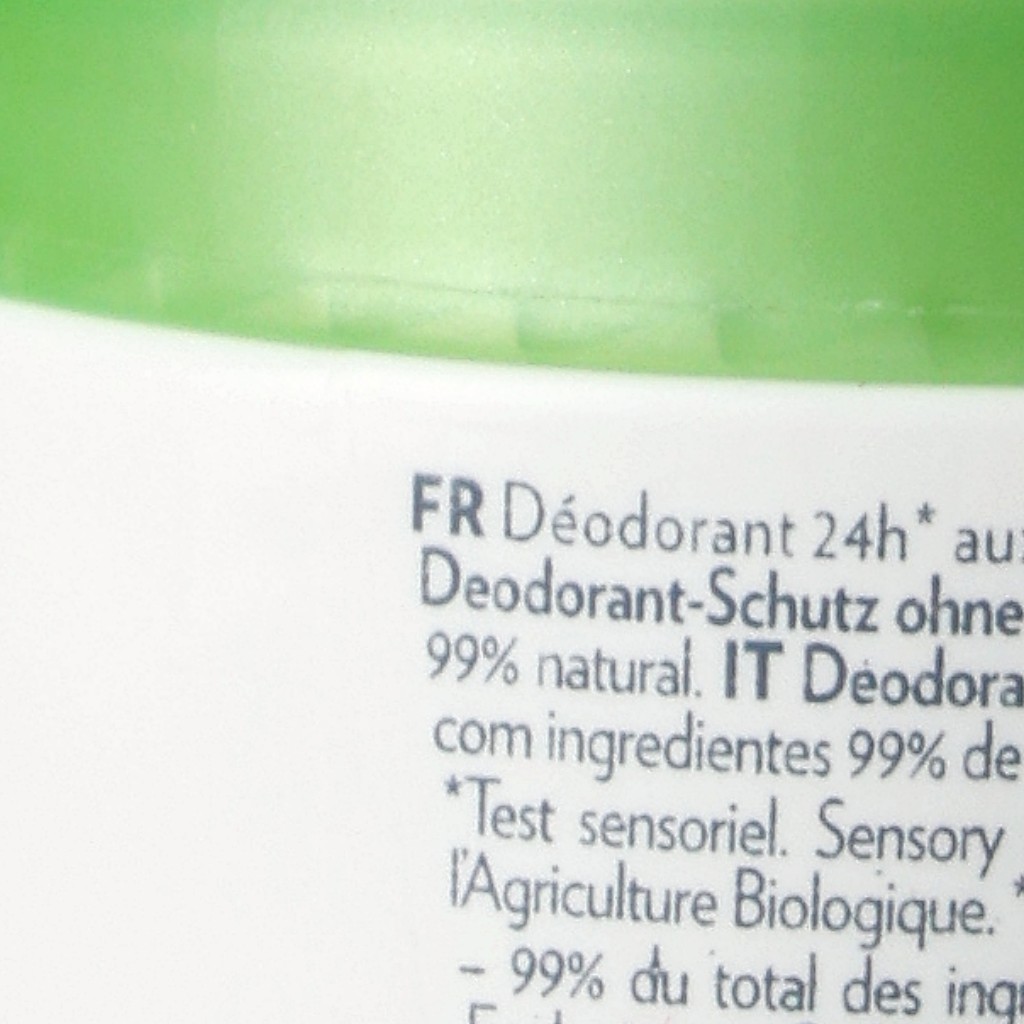 FR Déodorant 24h* au
Deodorant-Schutz ohne
99% natural. IT Deodora
com ingredientes 99% de
*Test sensoriel. Sensory
l'Agriculture Biologique. *
– 99% du total des ing